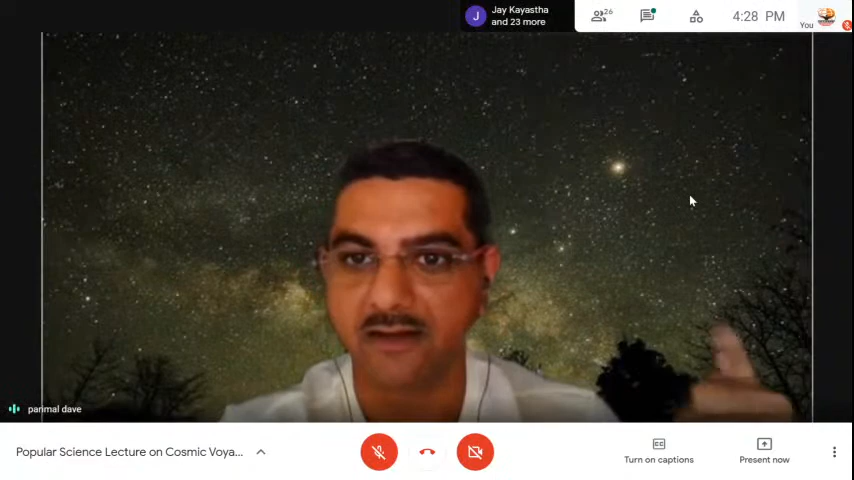 J
Jay Kayastha
and 23 more
26
4:28 PM
You
parimal dave
Popular Science Lecture on Cosmic Voya...
CC
Turn on captions
Present now